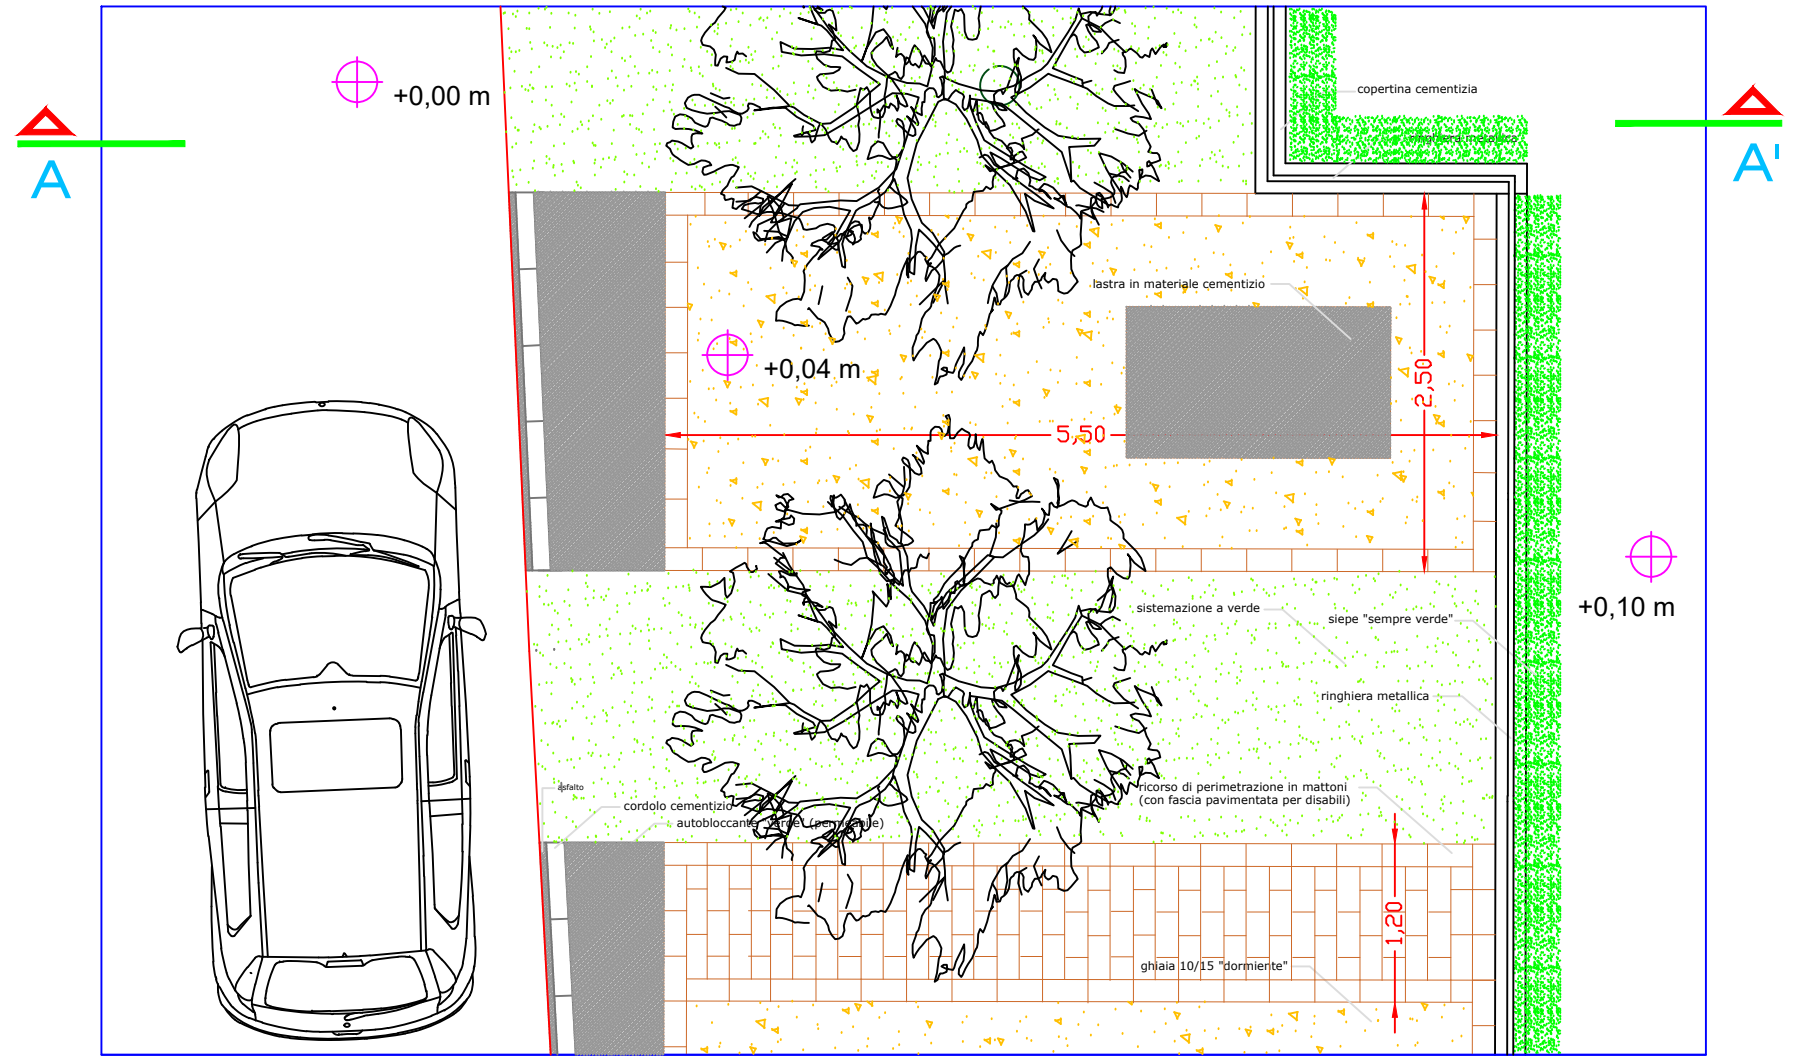 +0,00 m
copertina cementizia
ringhiera metallica
A
A'
lastra in materiale cementizio
+0,04 m
2,50
5,50
sistemazione a verde
siepe "sempre verde"
+0,10 m
ringhiera metallica
asfalto
ricorso di perimetrazione in mattoni
(con fascia pavimentata per disabili)
cordolo cementizio
autobloccante "verde" (permeabile)
1,20
ghiaia 10/15 "dormiente"